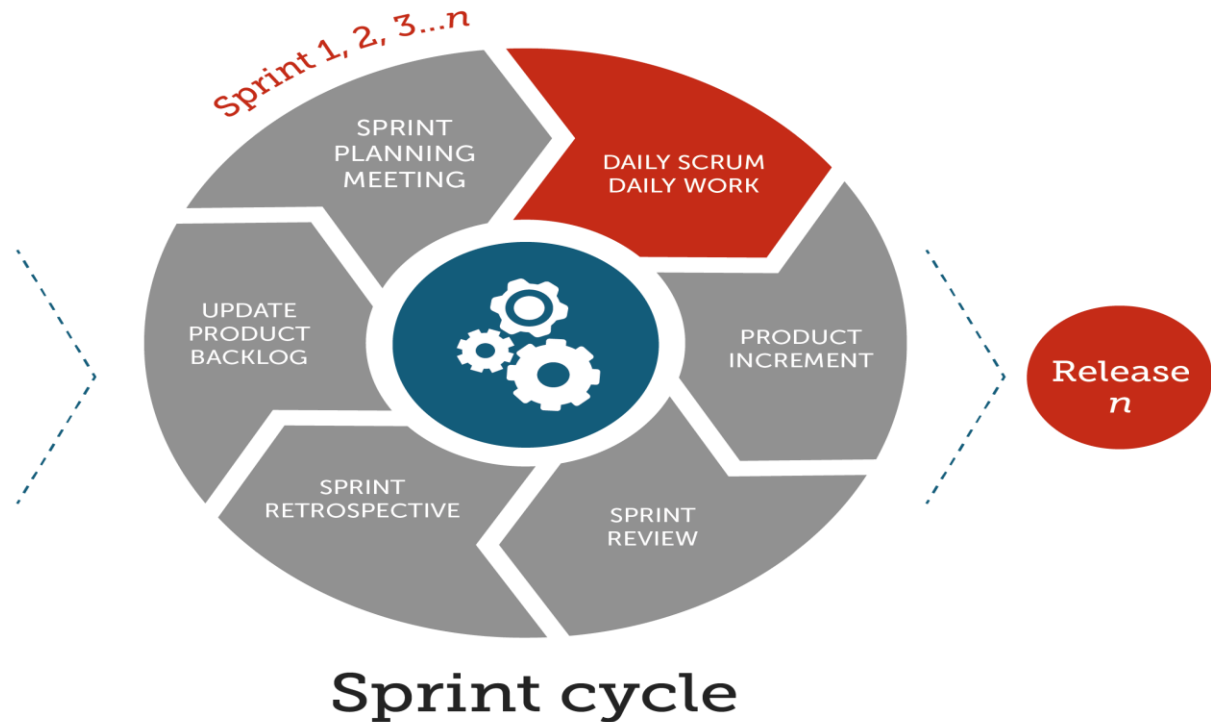 Sprint 1, 2, 3...n
SPRINT
PLANNING
MEETING
DAILY SCRUM
DAILY WORK
PRODUCT
INCREMENT
SPRINT
REVIEW
SPRINT
RETROSPECTIVE
UPDATE
PRODUCT
BACKLOG
Release
n
Sprint cycle